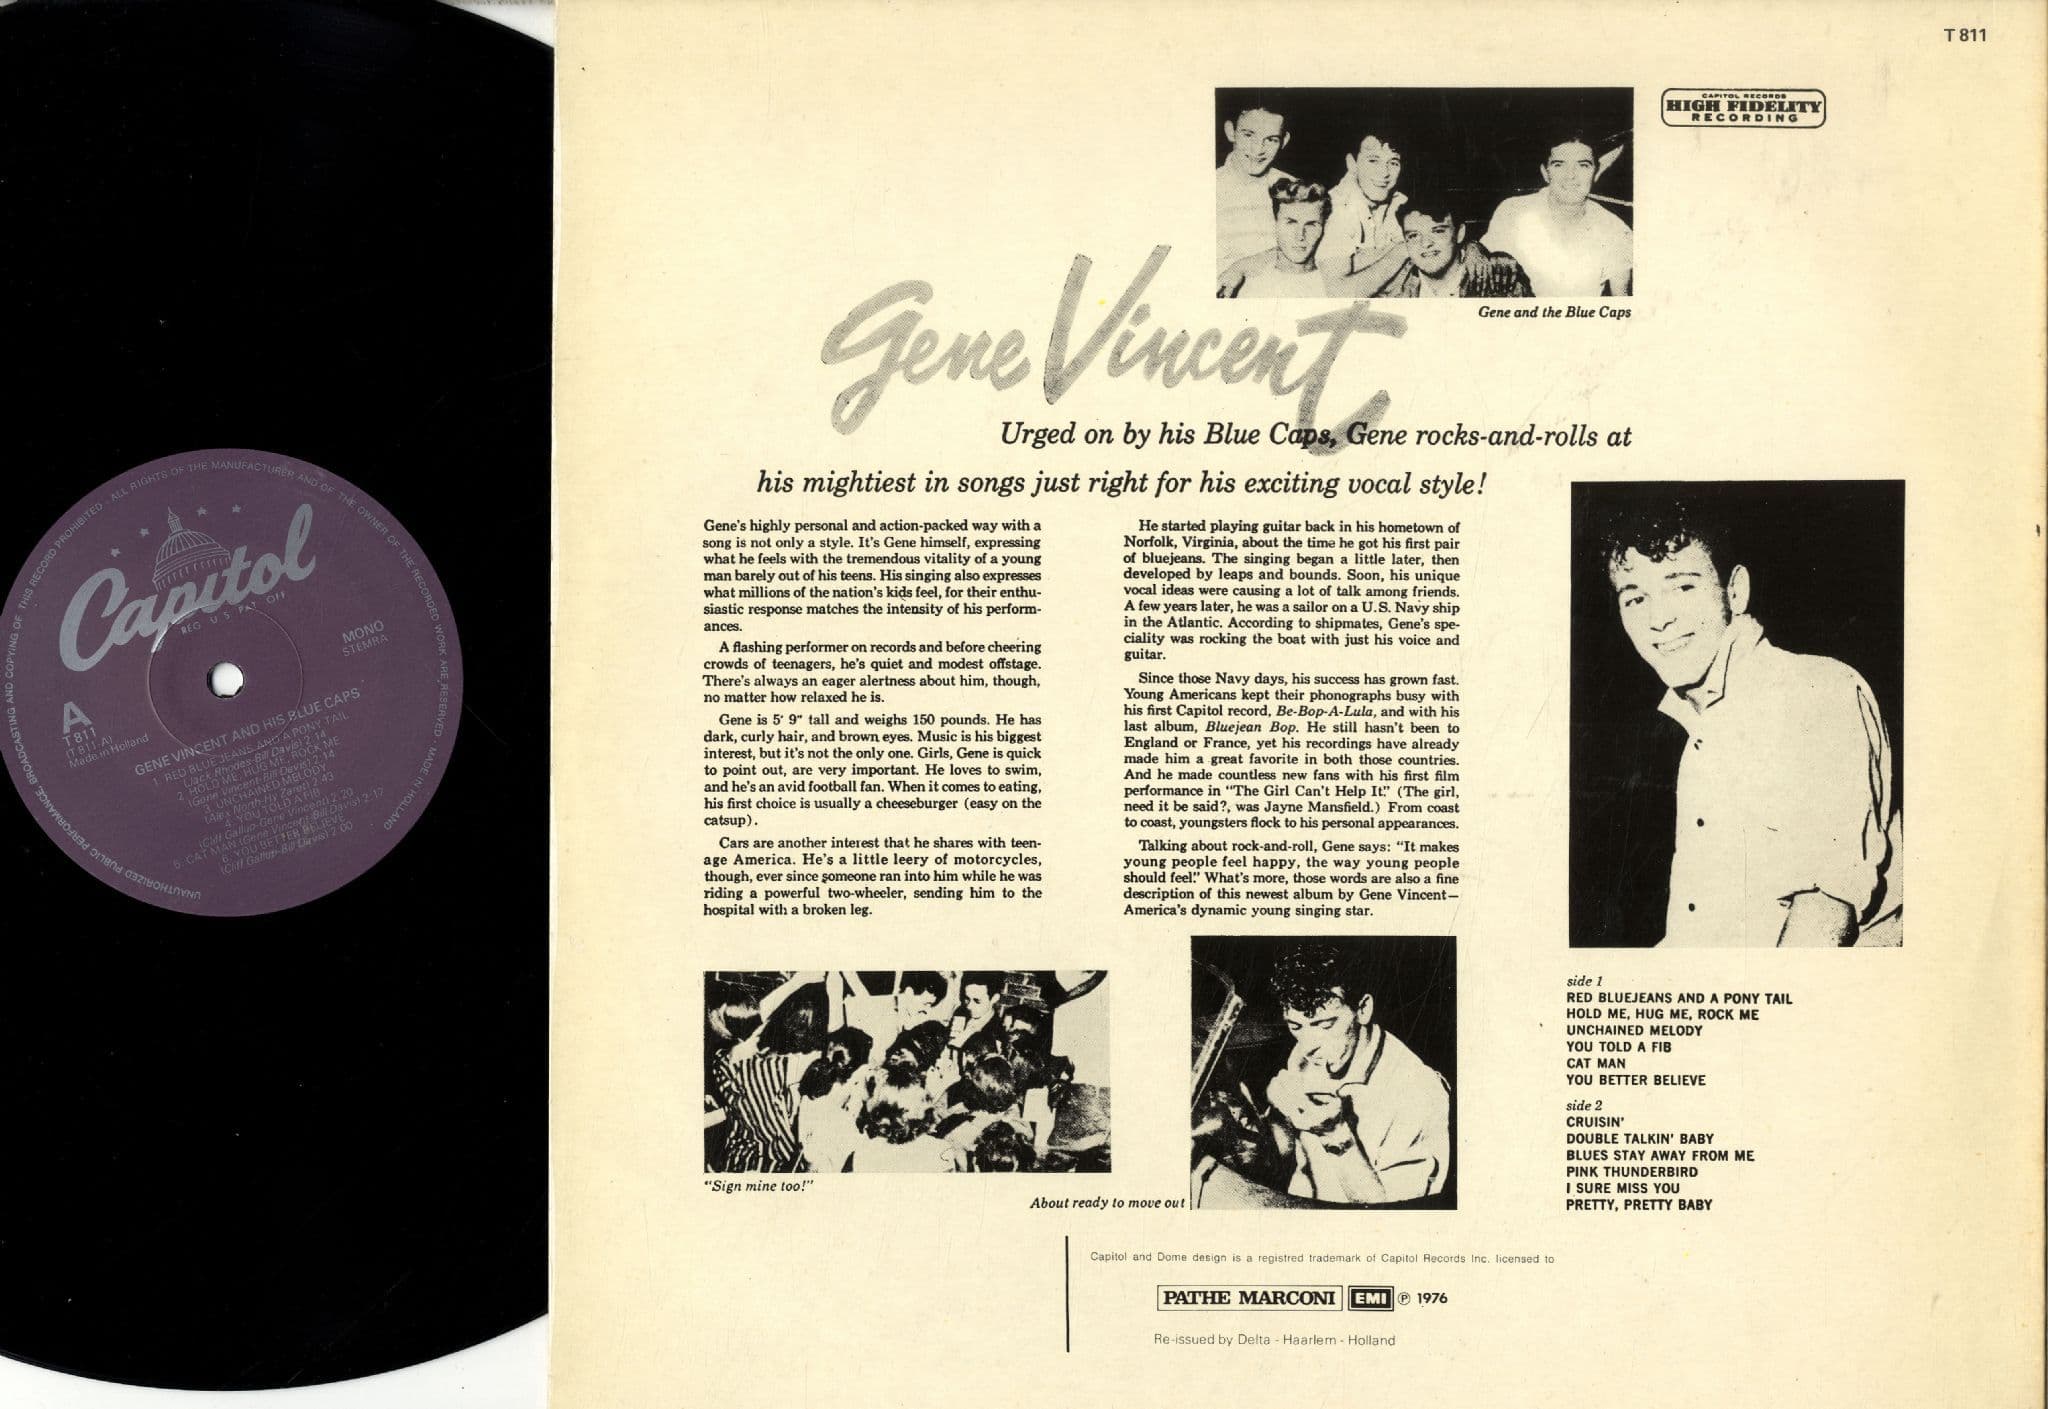 UNAUTHORIZED PUBLIC PERFORMANCE, BROADCASTING AND COPYING OF THIS RECORD PROHIBITED - ALL RIGHTS OF THE MANUFACTURER AND OF THE OWNER OF THE RECORDED WORK ARE RESERVED - MADE IN HOLLAND
Capitol
REG. U.S. PAT. OFF.
MONO
STEMRA
A
T 811
(T 811-A)
Made in Holland
GENE VINCENT AND HIS BLUE CAPS
1. RED BLUEJEANS AND A PONY TAIL
(Jack Rhodes-Bill Davis) 2:14
2. HOLD ME, HUG ME, ROCK ME
(Gene Vincent-Bill Davis) 2.14
3. UNCHAINED MELODY
(Alex North-Hy Zaret) 2.43
4. YOU TOLD A FIB
(Cliff Gallup-Gene Vincent) 2.20
5. CAT MAN (Gene Vincent-Bill Davis) 2·17
6. YOU BETTER BELIEVE
(Cliff Gallup-Bill Davis) 2:00
T 811
CAPITOL RECORDS
HIGH FIDELITY
RECORDING
Gene and the Blue Caps
Gene Vincent
Urged on by his Blue Caps, Gene rocks-and-rolls at
his mightiest in songs just right for his exciting vocal style!
Gene's highly personal and action-packed way with a
song is not only a style. It's Gene himself, expressing
what he feels with the tremendous vitality of a young
man barely out of his teens. His singing also expresses
what millions of the nation's kids feel, for their enthu-
siastic response matches the intensity of his perform-
ances.
A flashing performer on records and before cheering
crowds of teenagers, he's quiet and modest offstage.
There's always an eager alertness about him, though,
no matter how relaxed he is.
Gene is 5' 9" tall and weighs 150 pounds. He has
dark, curly hair, and brown eyes. Music is his biggest
interest, but it's not the only one. Girls, Gene is quick
to point out, are very important. He loves to swim,
and he's an avid football fan. When it comes to eating,
his first choice is usually a cheeseburger (easy on the
catsup).
Cars are another interest that he shares with teen-
age America. He's a little leery of motorcycles,
though, ever since someone ran into him while he was
riding a powerful two-wheeler, sending him to the
hospital with a broken leg.
He started playing guitar back in his hometown of
Norfolk, Virginia, about the time he got his first pair
of bluejeans. The singing began a little later, then
developed by leaps and bounds. Soon, his unique
vocal ideas were causing a lot of talk among friends.
A few years later, he was a sailor on a U.S. Navy ship
in the Atlantic. According to shipmates, Gene's spe-
ciality was rocking the boat with just his voice and
guitar.
Since those Navy days, his success has grown fast.
Young Americans kept their phonographs busy with
his first Capitol record, Be-Bop-A-Lula, and with his
last album, Bluejean Bop. He still hasn't been to
England or France, yet his recordings have already
made him a great favorite in both those countries.
And he made countless new fans with his first film
performance in "The Girl Can't Help It." (The girl,
need it be said?, was Jayne Mansfield.) From coast
to coast, youngsters flock to his personal appearances.
Talking about rock-and-roll, Gene says: "It makes
young people feel happy, the way young people
should feel." What's more, those words are also a fine
description of this newest album by Gene Vincent—
America's dynamic young singing star.
"Sign mine too!"
About ready to move out
side 1
RED BLUEJEANS AND A PONY TAIL
HOLD ME, HUG ME, ROCK ME
UNCHAINED MELODY
YOU TOLD A FIB
CAT MAN
YOU BETTER BELIEVE
side 2
CRUISIN'
DOUBLE TALKIN' BABY
BLUES STAY AWAY FROM ME
PINK THUNDERBIRD
I SURE MISS YOU
PRETTY, PRETTY BABY
Capitol and Dome design is a registred trademark of Capitol Records Inc. licensed to
PATHE MARCONI EMI ℗ 1976
Re-issued by Delta - Haarlem - Holland